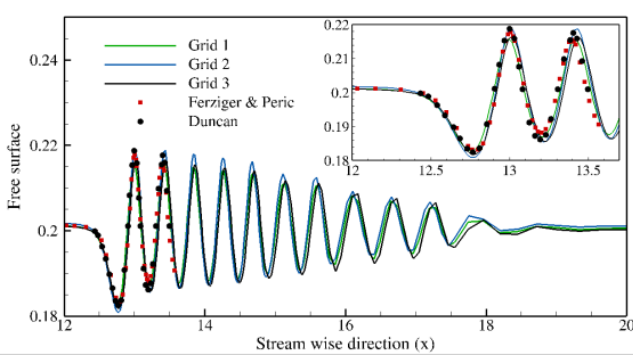 0.24
0.22
0.2
0.18
Free surface
Grid 1
Grid 2
Grid 3
Ferziger & Peric
Duncan
0.22
0.21
0.2
0.19
0.18
12 12.5 13 13.5
12 14 16 18 20
Stream wise direction (x)